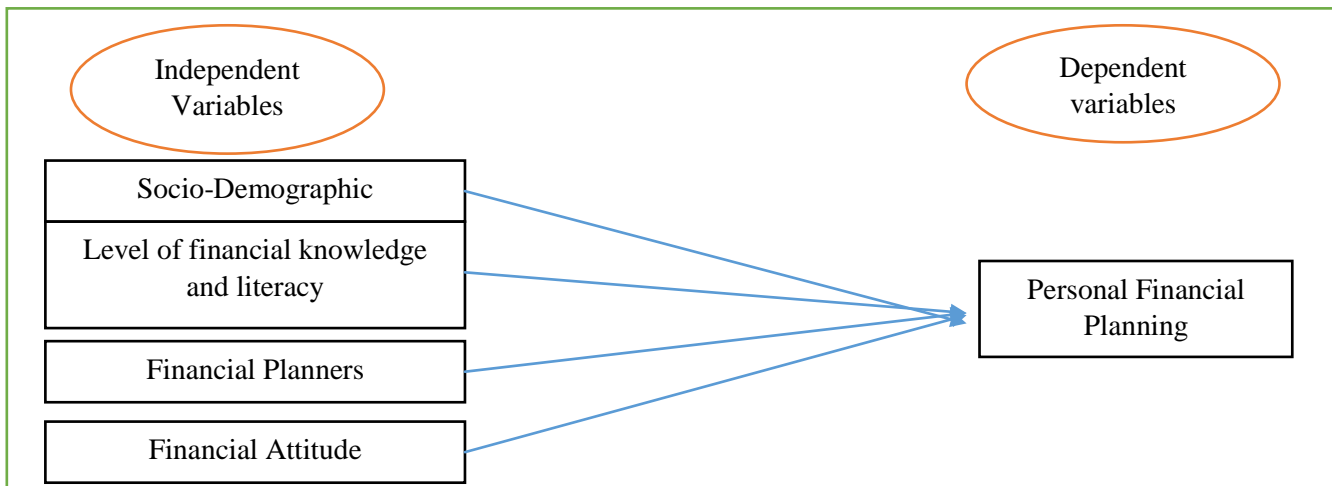 Independent
Variables
Dependent
variables
Socio-Demographic
Level of financial knowledge
and literacy
Personal Financial
Planning
Financial Planners
Financial Attitude